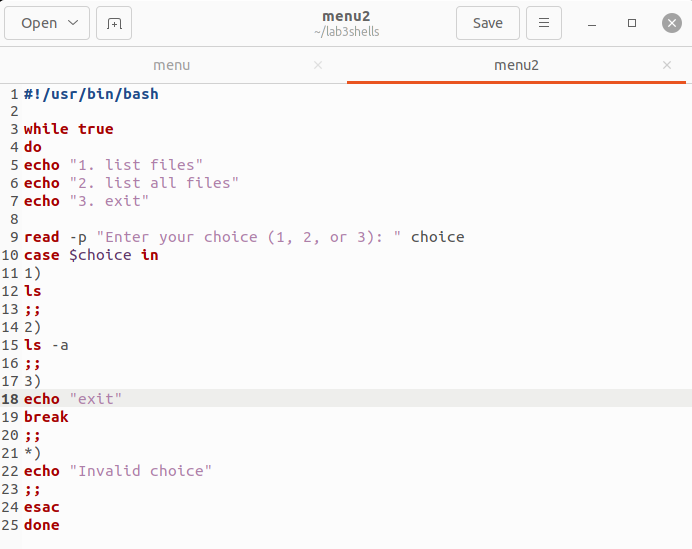 Open
menu2
~/lab3shells
Save
menu
menu2
1 #!/usr/bin/bash
2
3 while true
4 do
5 echo "1. list files"
6 echo "2. list all files"
7 echo "3. exit"
8
9 read -p "Enter your choice (1, 2, or 3): " choice
10 case $choice in
11 1)
12 ls
13 ;;
14 2)
15 ls -a
16 ;;
17 3)
18 echo "exit"
19 break
20 ;;
21 *)
22 echo "Invalid choice"
23 ;;
24 esac
25 done